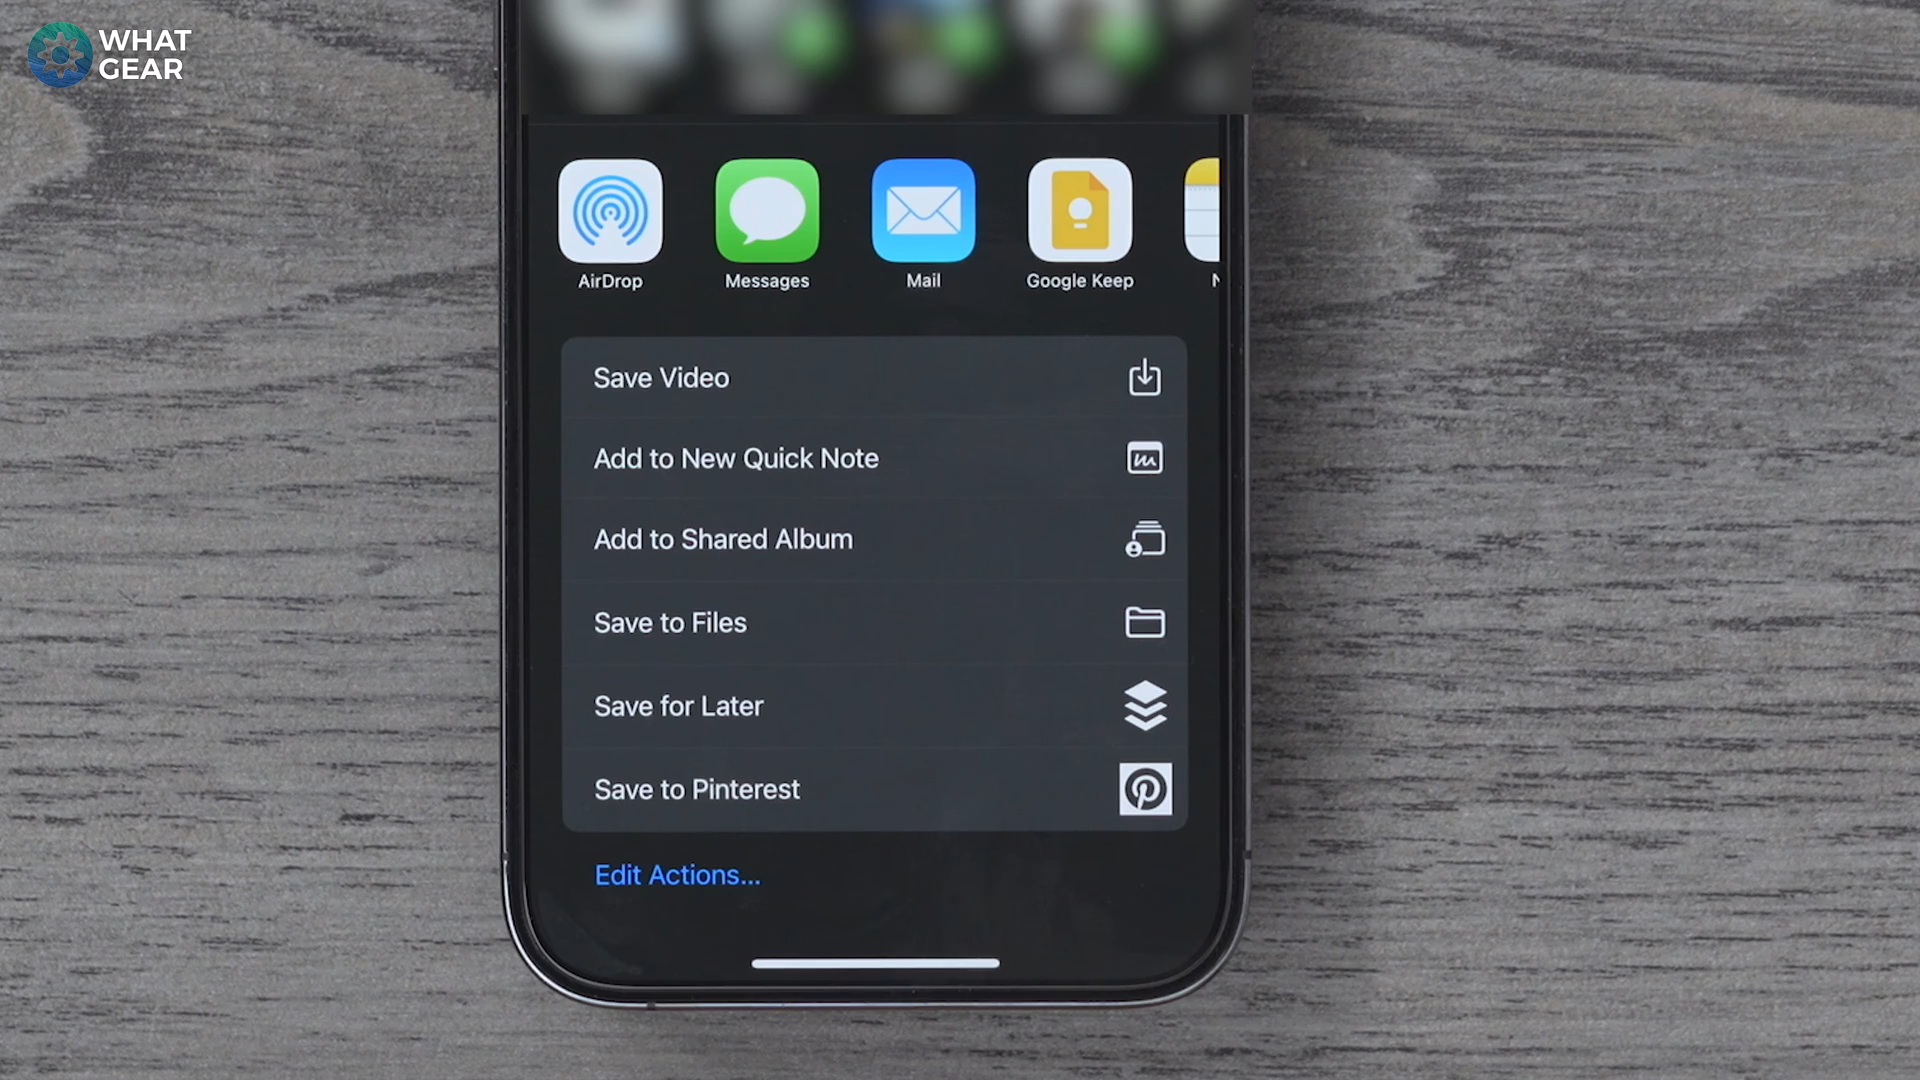 WHAT
GEAR
AirDrop
Messages
Mail
Google Keep
Save Video
Add to New Quick Note
Add to Shared Album
Save to Files
Save for Later
Save to Pinterest
Edit Actions...